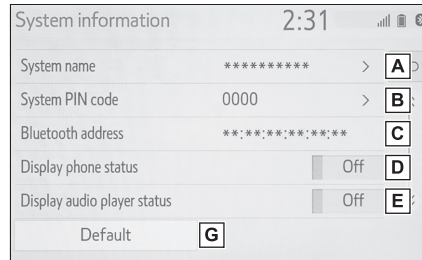 System information 2:31
System name ********** > A
System PIN code 0000 > B
Bluetooth address **:**:**:**:**:** C
Display phone status Off D
Display audio player status Off E
Default G